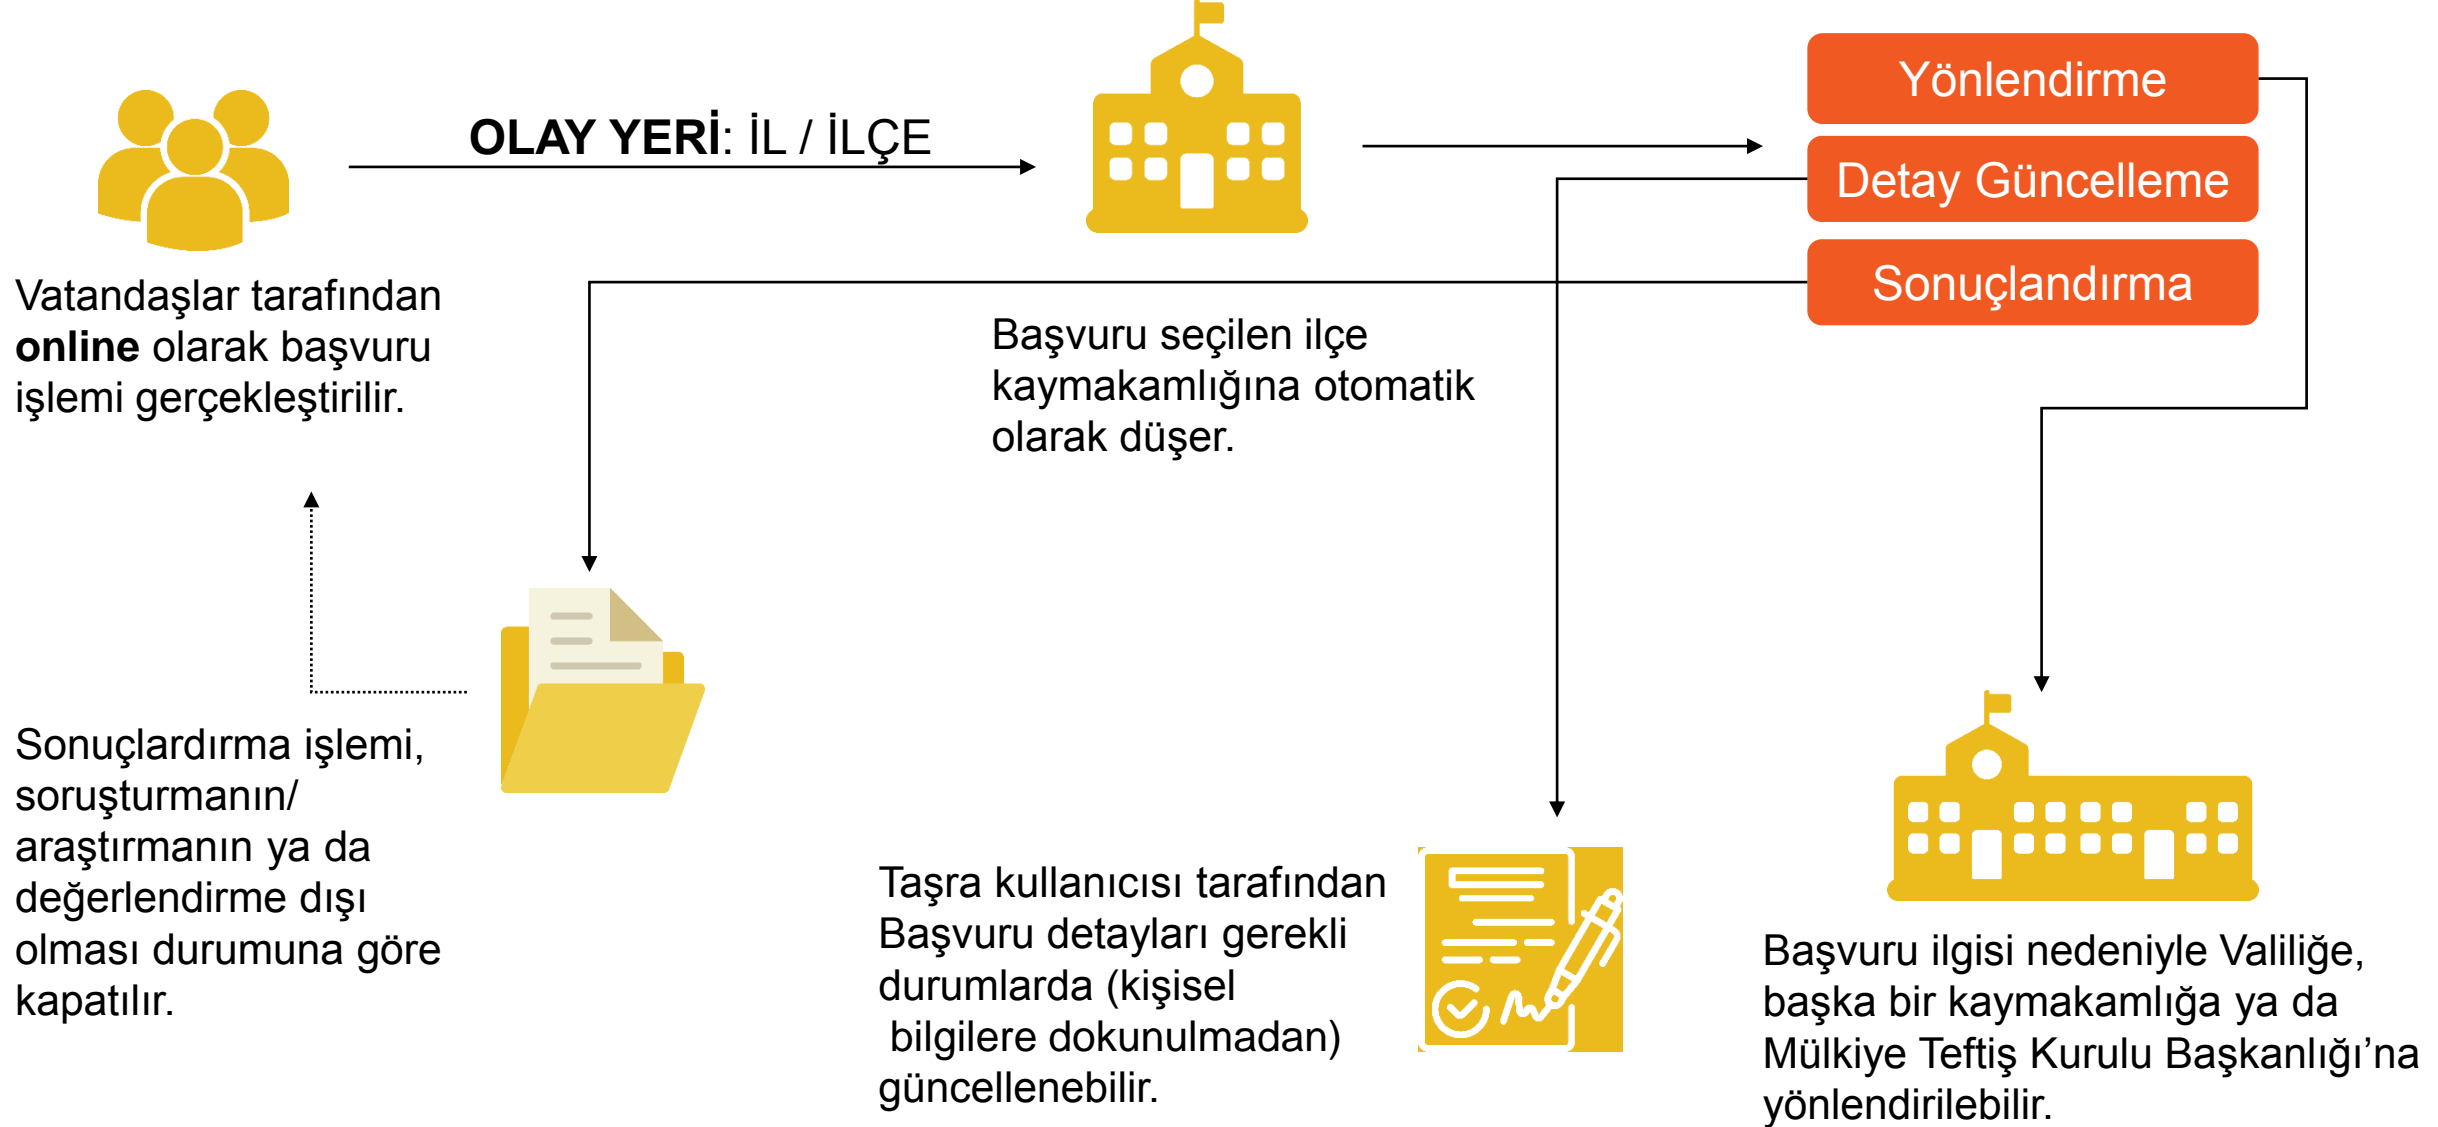 OLAY YERİ: İL / İLÇE
Yönlendirme
Detay Güncelleme
Sonuçlandırma
Vatandaşlar tarafından
online olarak başvuru
işlemi gerçekleştirilir.
Başvuru seçilen ilçe
kaymakamlığına otomatik
olarak düşer.
Sonuçlardırma işlemi,
soruşturmanın/
araştırmanın ya da
değerlendirme dışı
olması durumuna göre
kapatılır.
Taşra kullanıcısı tarafından
Başvuru detayları gerekli
durumlarda (kişisel
bilgilere dokunulmadan)
güncellenebilir.
Başvuru ilgisi nedeniyle Valiliğe,
başka bir kaymakamlığa ya da
Mülkiye Teftiş Kurulu Başkanlığı’na
yönlendirilebilir.